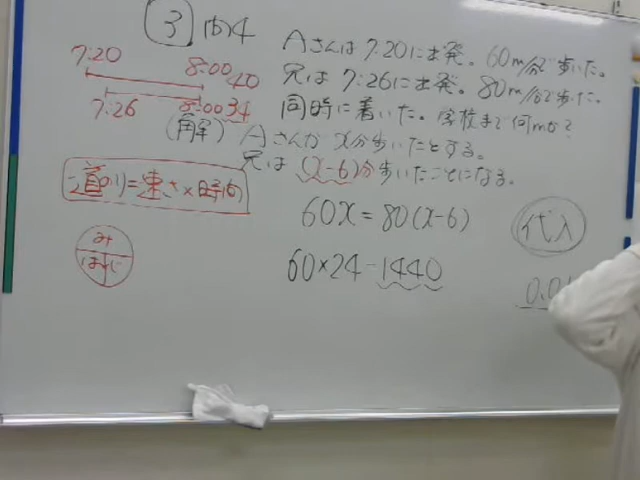 3 問4
Aさんは7:20に出発。60m/分で歩いた。
兄は7:26に出発。80m/分で歩いた。
同時に着いた。学校まで何mか?
7:20 8:00 40
7:26 8:00 34
(解) Aさんが x分歩いたとする。
兄は (x-6)分歩いたことになる。
道のり=速さ×時間
60x=80(x-6)
代入
み
は じ
60×24=1440